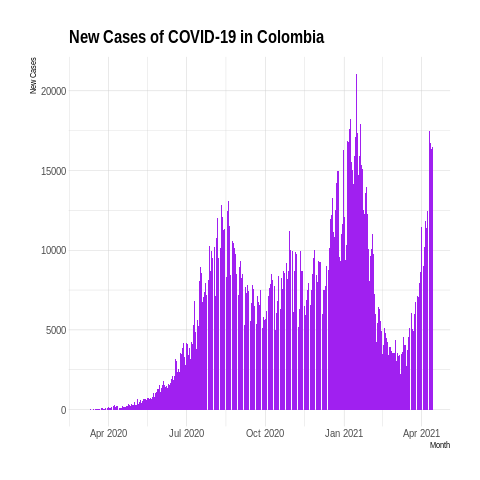 New Cases of COVID-19 in Colombia
New Cases
20000
15000
10000
5000
0
Apr 2020 Jul 2020 Oct 2020 Jan 2021 Apr 2021
Month